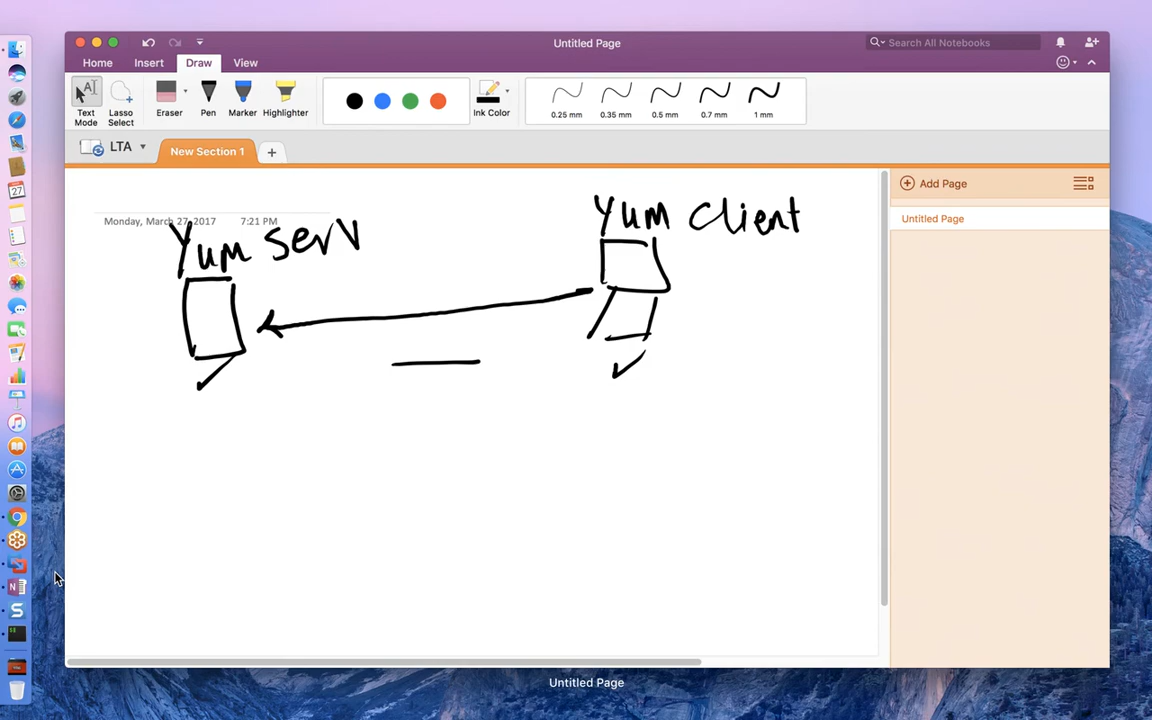 Untitled Page
Search All Notebooks
Home Insert Draw View
Text Mode
Lasso Select
Eraser
Pen
Marker
Highlighter
Ink Color
0.25 mm
0.35 mm
0.5 mm
0.7 mm
1 mm
LTA
New Section 1
Add Page
Untitled Page
Monday, March 27, 2017 7:21 PM
Yum serv
Yum client
27
Untitled Page